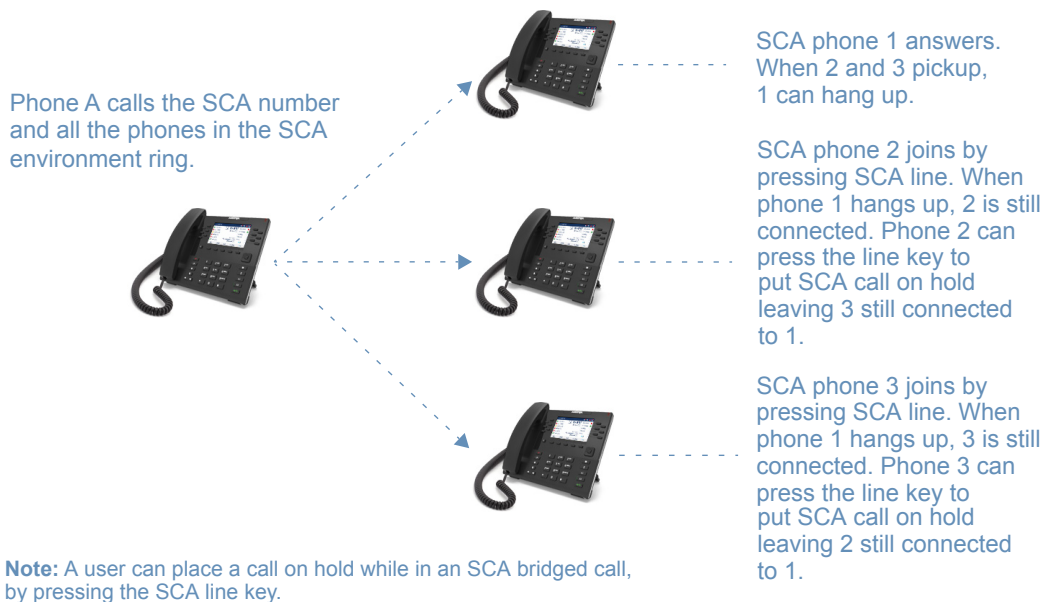 Phone A calls the SCA number
and all the phones in the SCA
environment ring.
SCA phone 1 answers.
When 2 and 3 pickup,
1 can hang up.
SCA phone 2 joins by
pressing SCA line. When
phone 1 hangs up, 2 is still
connected. Phone 2 can
press the line key to
put SCA call on hold
leaving 3 still connected
to 1.
SCA phone 3 joins by
pressing SCA line. When
phone 1 hangs up, 3 is still
connected. Phone 3 can
press the line key to
put SCA call on hold
leaving 2 still connected
to 1.
Note: A user can place a call on hold while in an SCA bridged call,
by pressing the SCA line key.